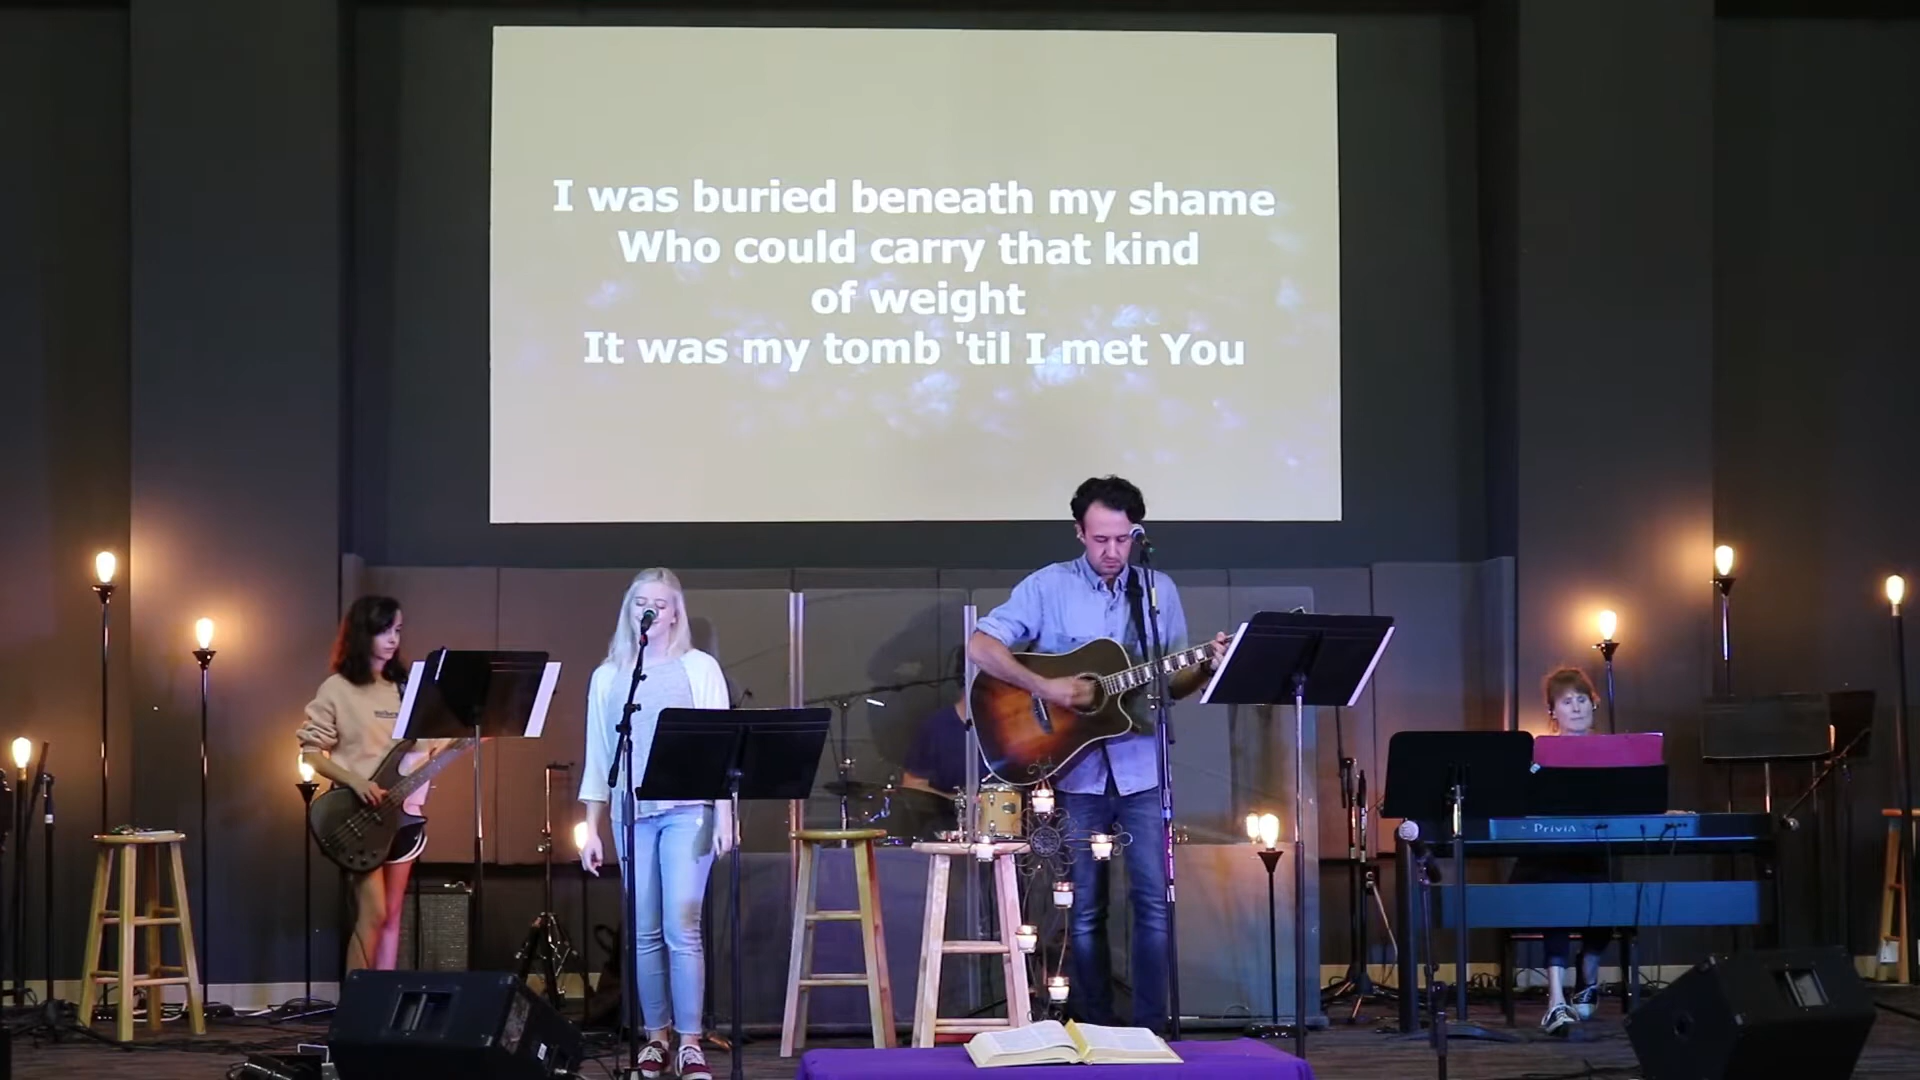 I was buried beneath my shame
Who could carry that kind
of weight
It was my tomb 'til I met You
Privia